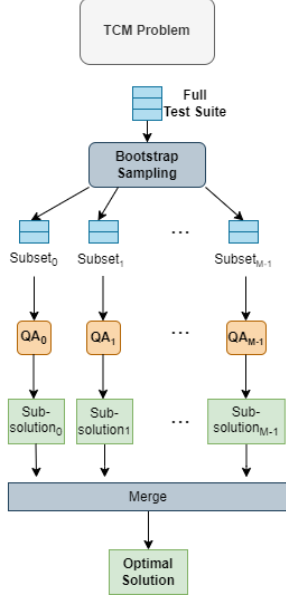 TCM Problem
Full
Test Suite
Bootstrap
Sampling
...
Subset0 Subset1 SubsetM-1
QA0 QA1 ... QAM-1
Sub- Sub- Sub-
solution0 solution1 ... solutionM-1
Merge
Optimal
Solution